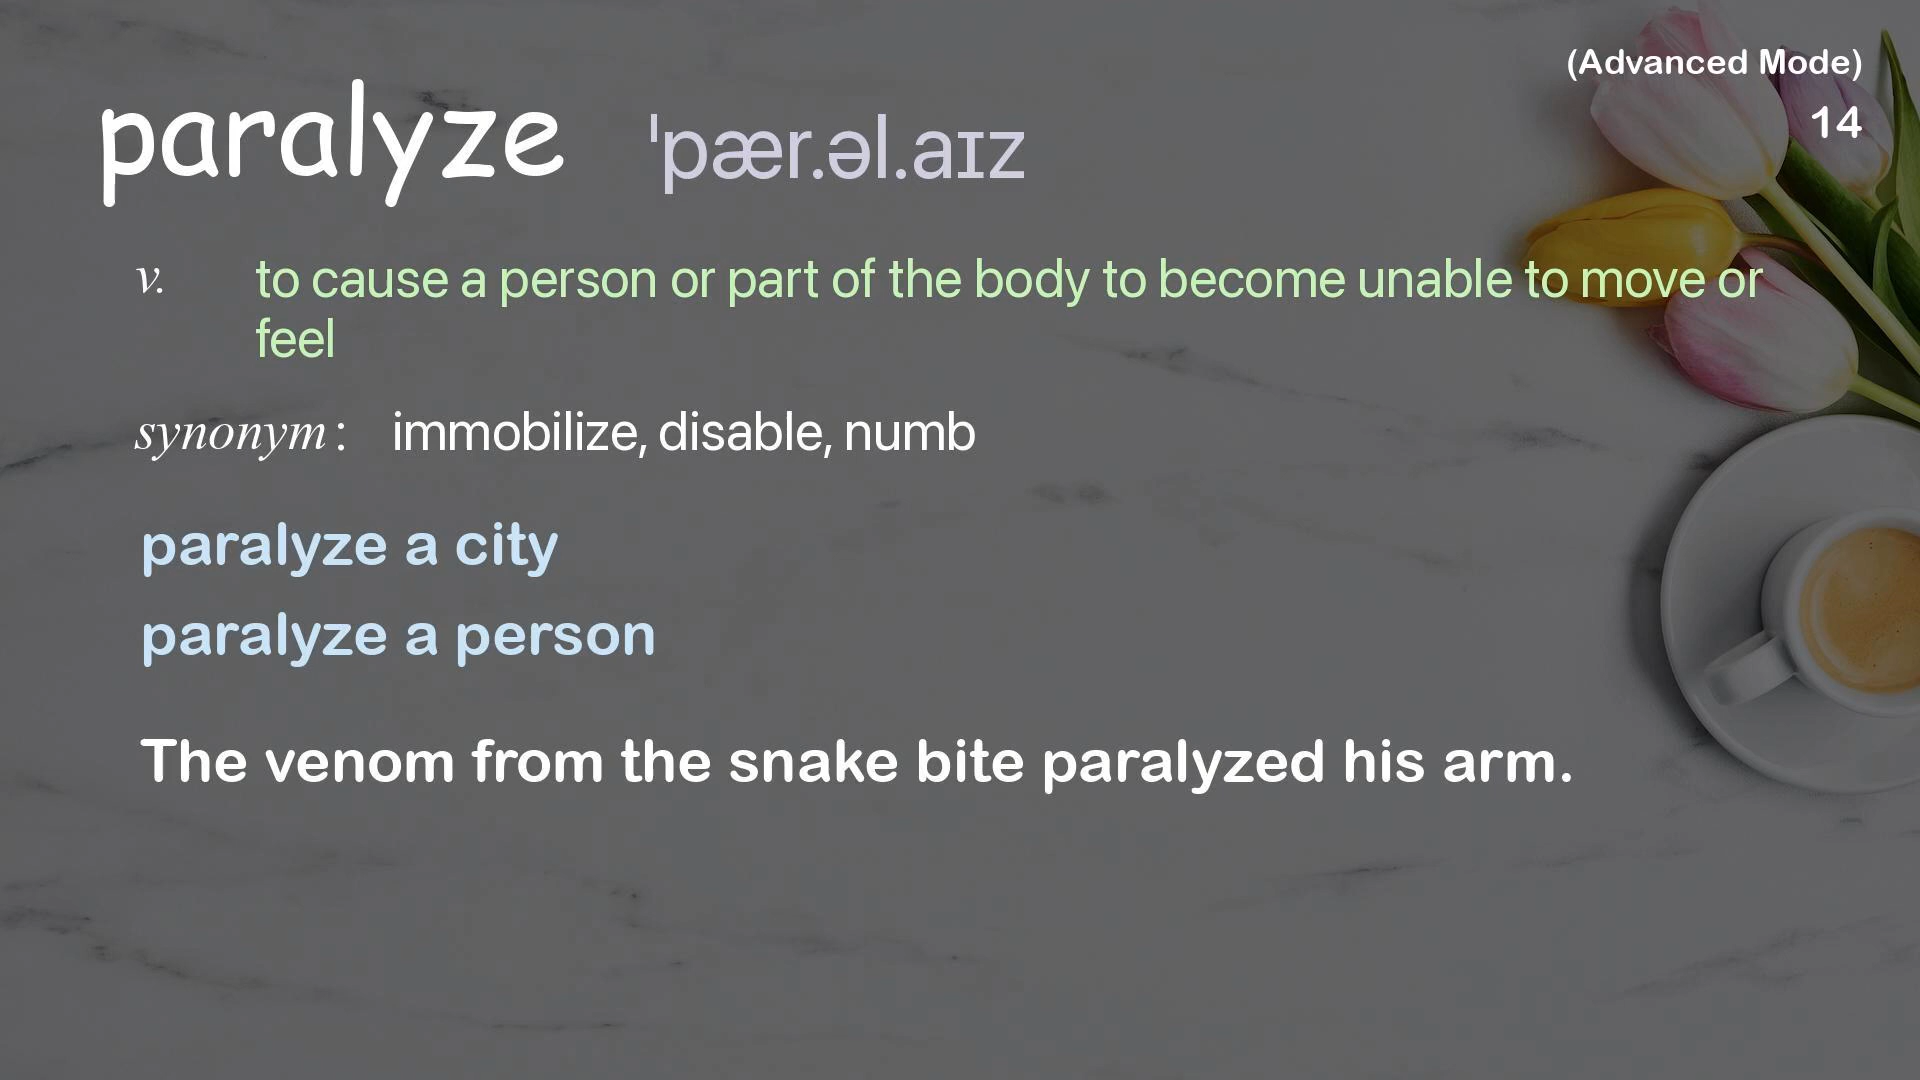 (Advanced Mode)
14
paralyze ˈpær.əl.aɪz
v. to cause a person or part of the body to become unable to move or
feel
synonym: immobilize, disable, numb
paralyze a city
paralyze a person
The venom from the snake bite paralyzed his arm.